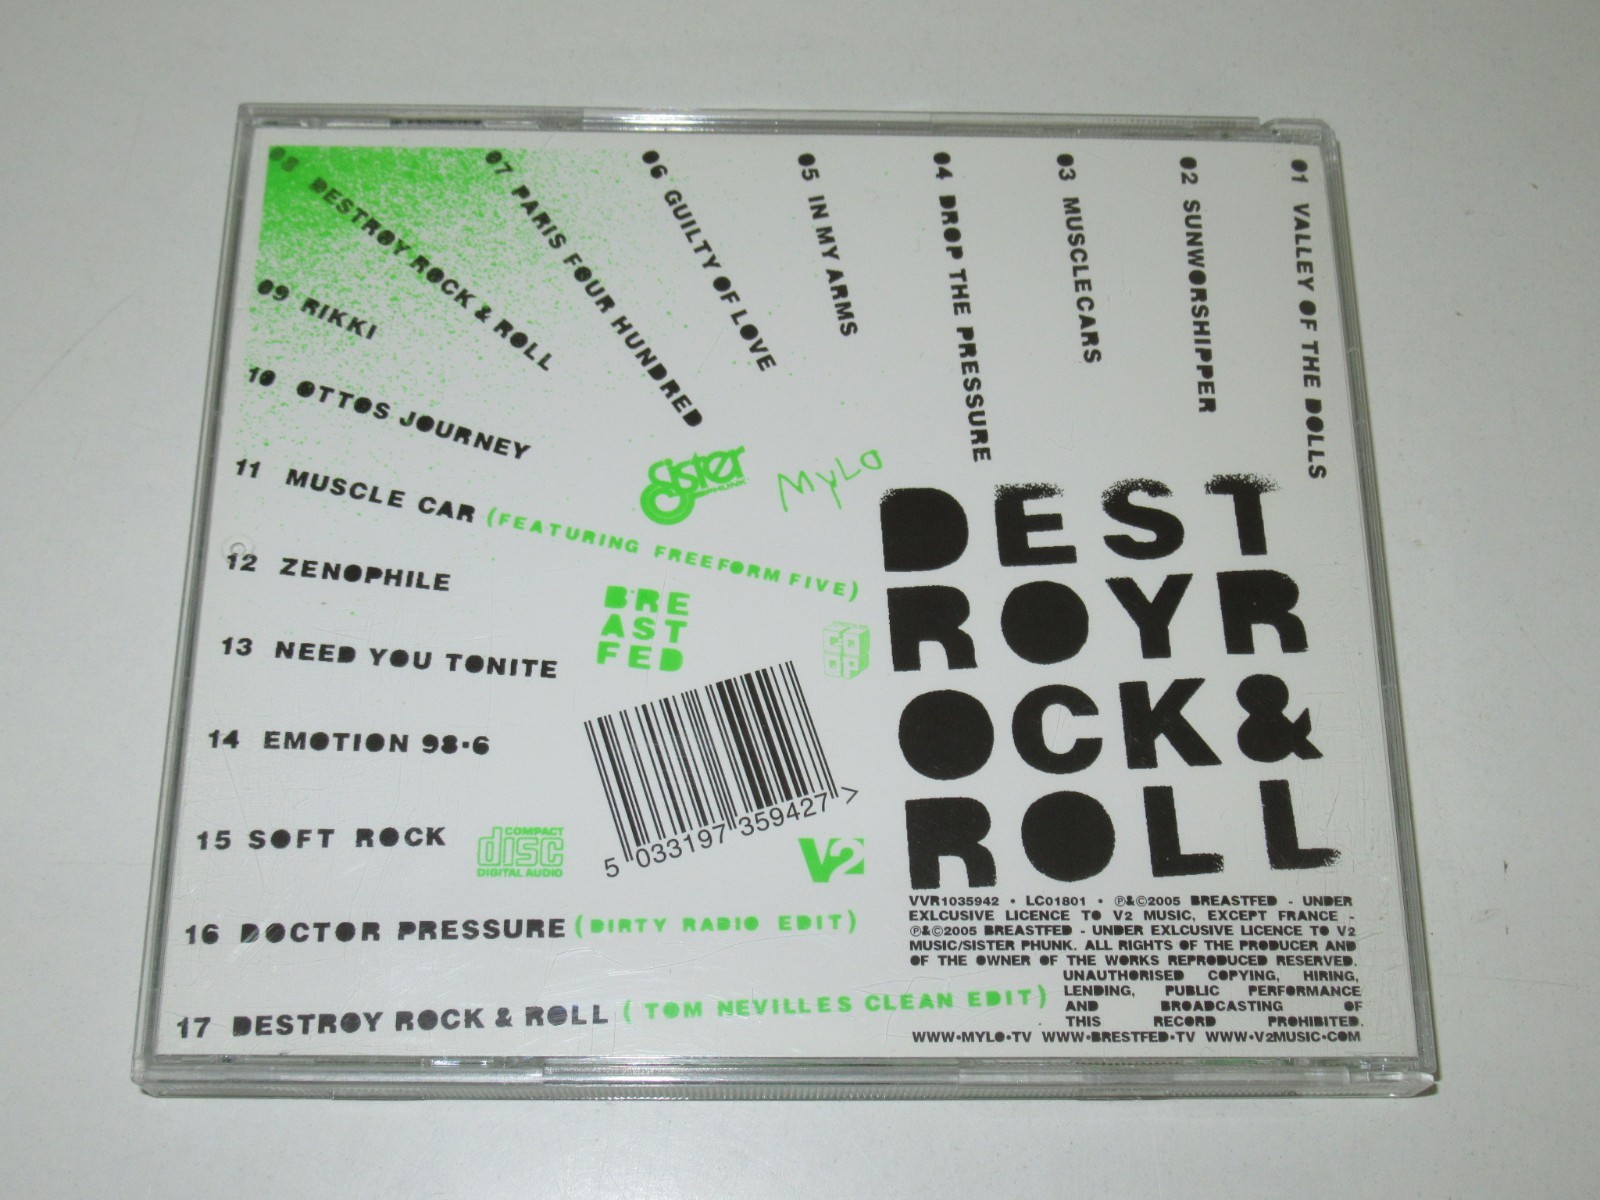 01 VALLEY OF THE DOLLS
02 SUNWORSHIPPER
03 MUSCLECARS
04 DROP THE PRESSURE
05 IN MY ARMS
06 GUILTY OF LOVE
07 PARIS FOUR HUNDRED
08 DESTROY ROCK & ROLL
09 RIKKI
10 OTTOS JOURNEY
11 MUSCLE CAR (FEATURING FREEFORM FIVE)
12 ZENOPHILE
13 NEED YOU TONITE
14 EMOTION 98·6
15 SOFT ROCK
16 DOCTOR PRESSURE (DIRTY RADIO EDIT)
17 DESTROY ROCK & ROLL (TOM NEVILLES CLEAN EDIT)
Sister
PHUNK
MYLO
BRE
AST
FED
CO
OP
COMPACT
disc
DIGITAL AUDIO
5 033197 359427 >
V2
DEST
ROYR
OCK&
ROLL
VVR1035942 • LC01801 • ℗&©2005 BREASTFED - UNDER
EXLCUSIVE LICENCE TO V2 MUSIC, EXCEPT FRANCE -
℗&©2005 BREASTFED - UNDER EXLCUSIVE LICENCE TO V2
MUSIC/SISTER PHUNK. ALL RIGHTS OF THE PRODUCER AND
OF THE OWNER OF THE WORKS REPRODUCED RESERVED.
UNAUTHORISED COPYING, HIRING,
LENDING, PUBLIC PERFORMANCE
AND BROADCASTING OF
THIS RECORD PROHIBITED.
WWW·MYLO·TV WWW·BRESTFED·TV WWW·V2MUSIC·COM